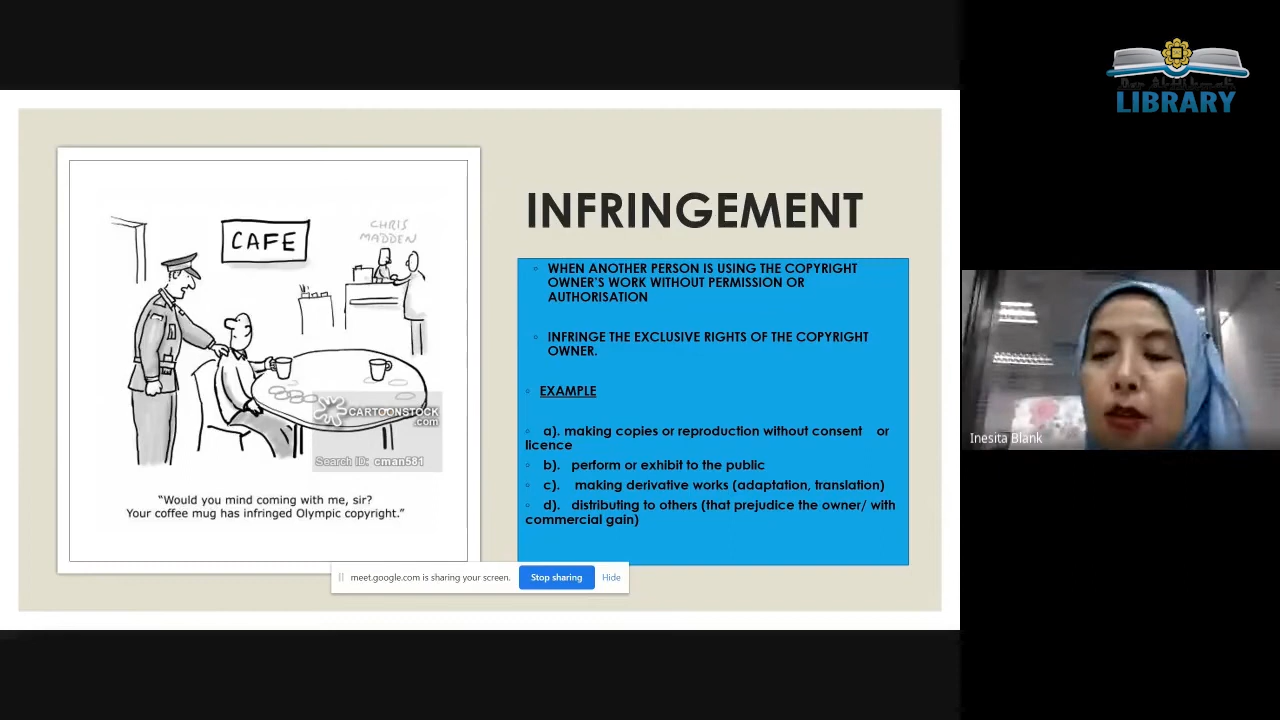 LIBRARY
CAFE
CHRIS
MADDEN
CARTOONSTOCK
.com
Search ID: cman581
“Would you mind coming with me, sir?
Your coffee mug has infringed Olympic copyright.”
INFRINGEMENT
WHEN ANOTHER PERSON IS USING THE COPYRIGHT
OWNER’S WORK WITHOUT PERMISSION OR
AUTHORISATION
INFRINGE THE EXCLUSIVE RIGHTS OF THE COPYRIGHT
OWNER.
EXAMPLE
a). making copies or reproduction without consent or
licence
b). perform or exhibit to the public
c). making derivative works (adaptation, translation)
d). distributing to others (that prejudice the owner/ with
commercial gain)
meet.google.com is sharing your screen. Stop sharing Hide
Inesita Blank